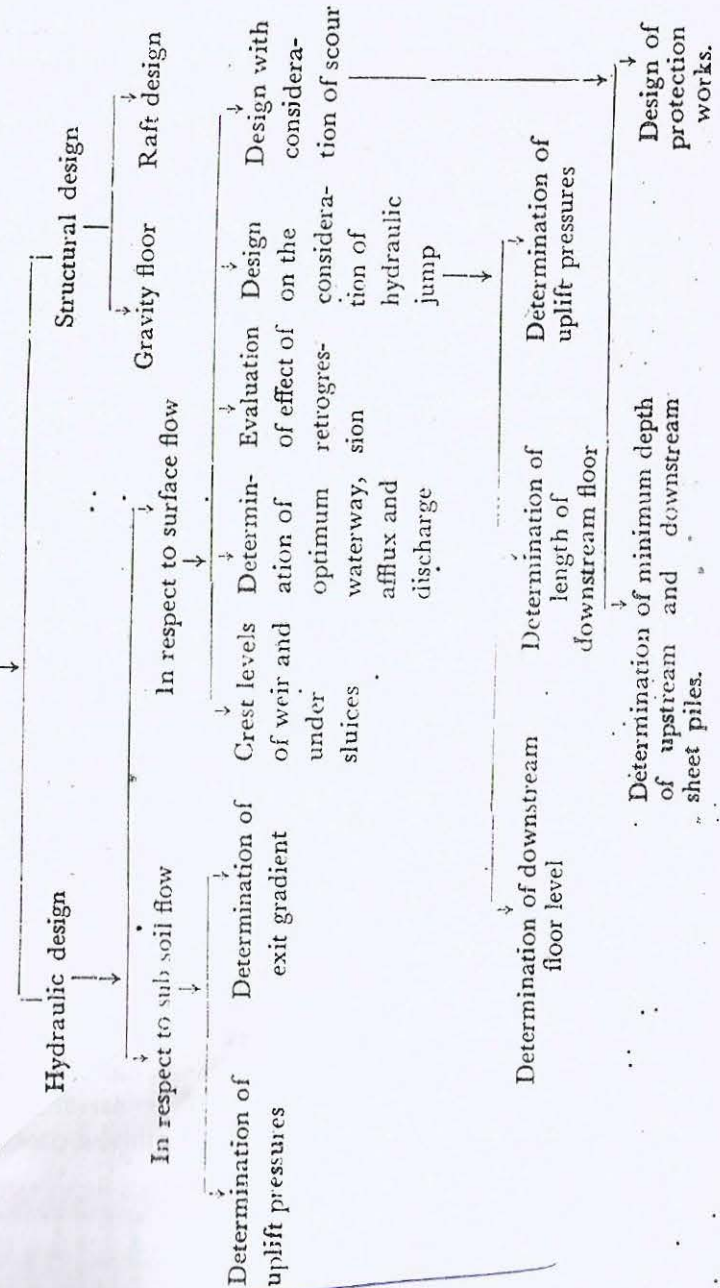 Hydraulic design
Structural design
In respect to sub soil flow
In respect to surface flow
Gravity floor
Raft design
Determination of
uplift pressures
Determination of
exit gradient
Crest levels
of weir and
under
sluices
Determin-
ation of
optimum
waterway,
afflux and
discharge
Evaluation
of effect of
retrogres-
sion
Design
on the
considera-
tion of
hydraulic
jump
Design with
considera-
tion of scour
Determination of downstream
floor level
Determination of
length of
downstream floor
Determination of
uplift pressures
Determination of minimum depth
of upstream and downstream
sheet piles.
Design of
protection
works.